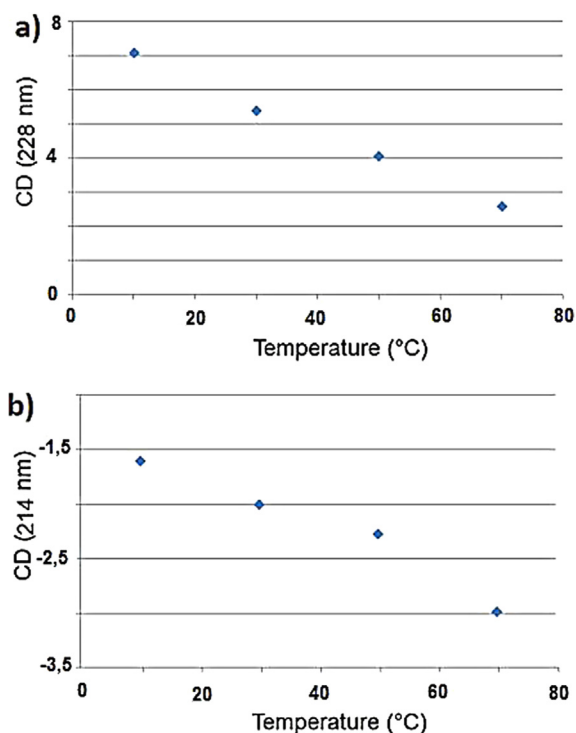 a)
8
4
0
CD (228 nm)
0 20 40 60 80
Temperature (°C)
b)
-1,5
-2,5
-3,5
CD (214 nm)
0 20 40 60 80
Temperature (°C)